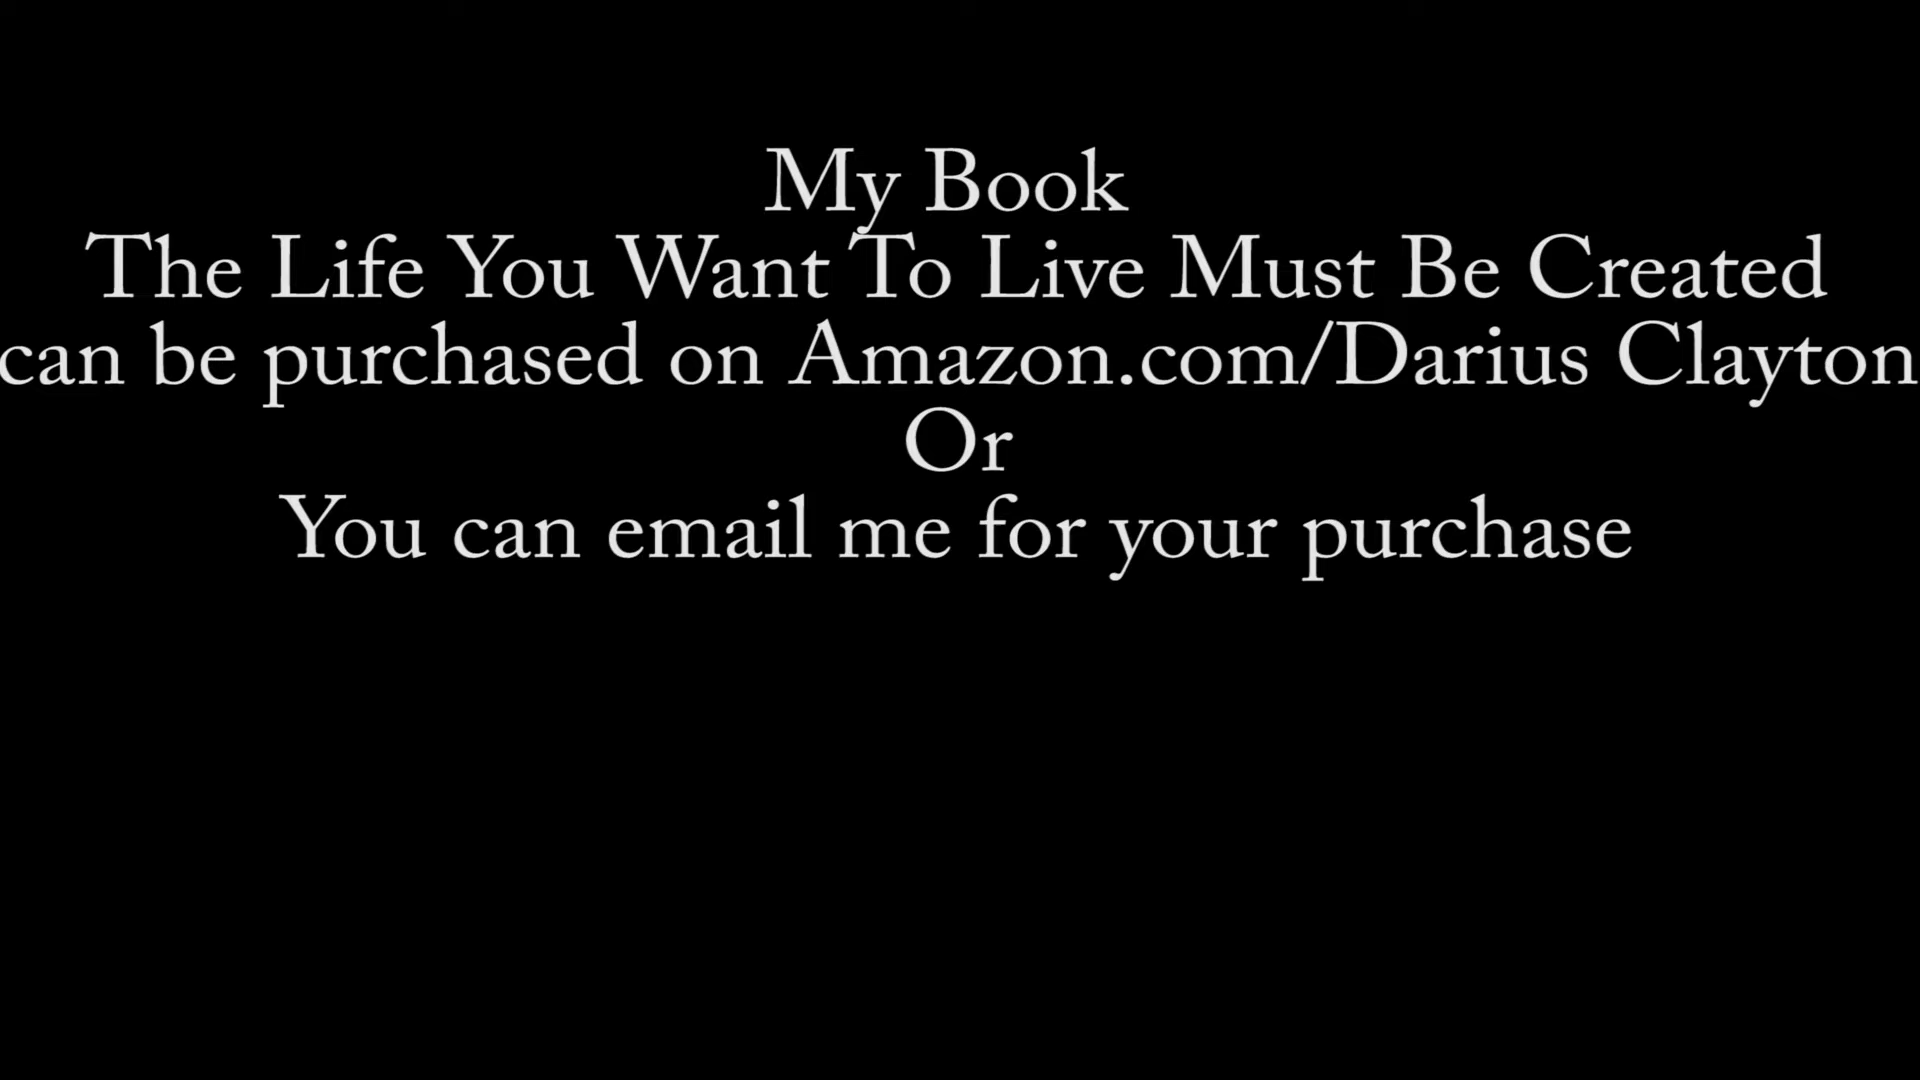 My Book
The Life You Want To Live Must Be Created
can be purchased on Amazon.com/Darius Clayton
Or
You can email me for your purchase